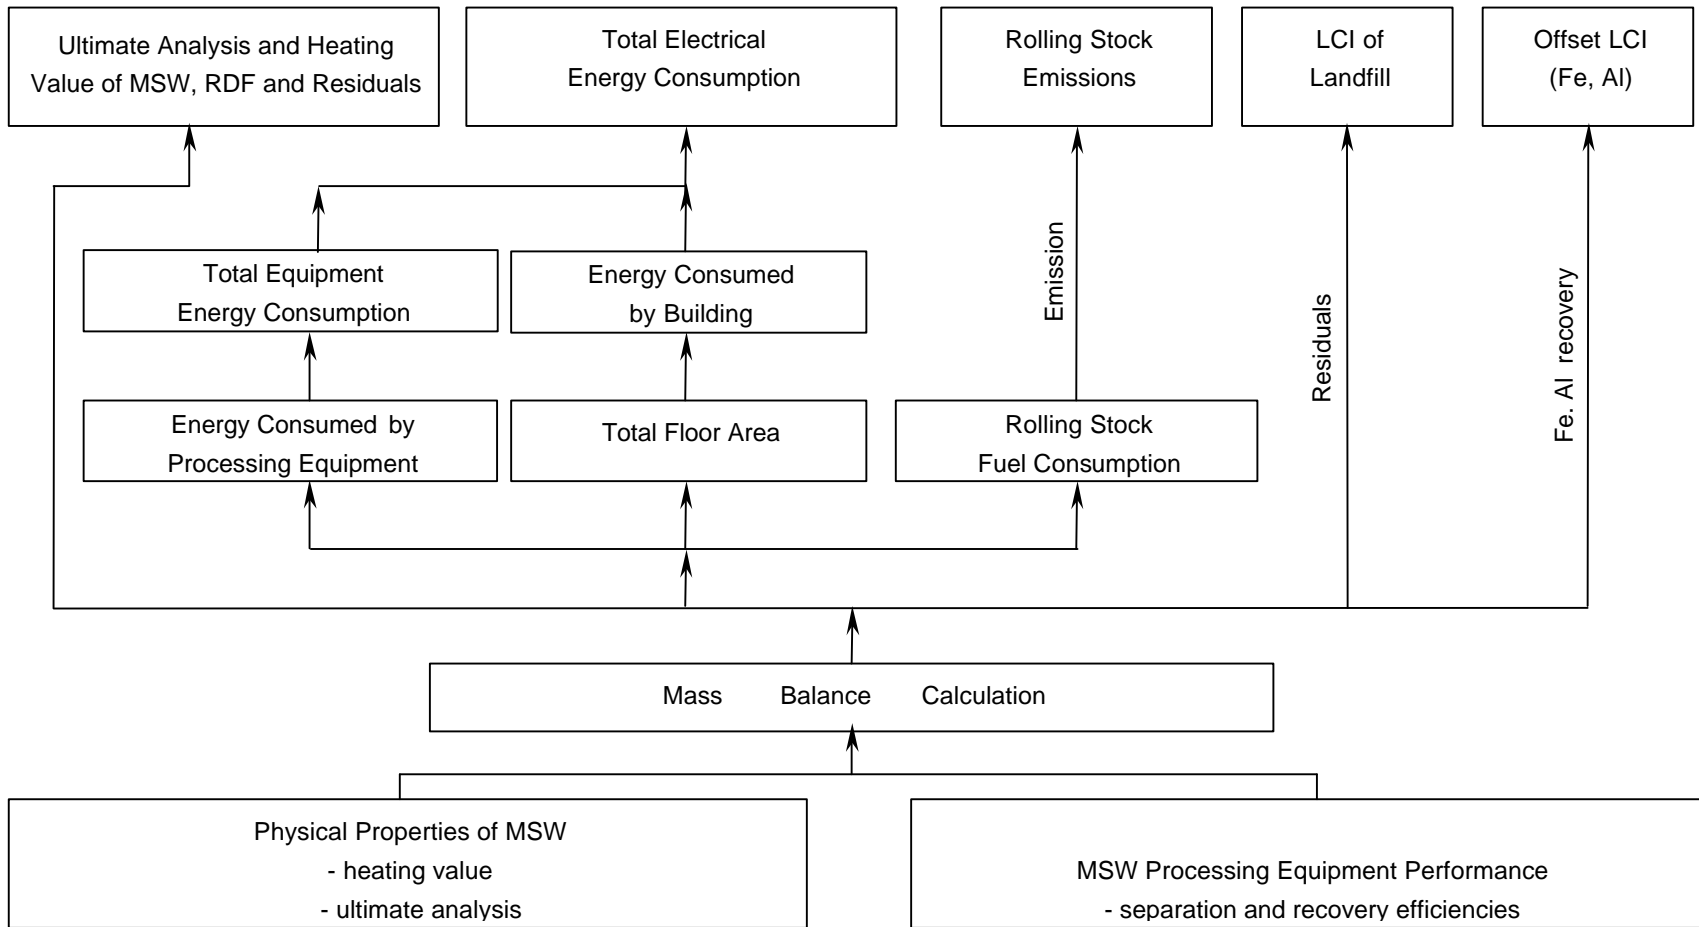 Ultimate Analysis and Heating
Value of MSW, RDF and Residuals
Total Electrical
Energy Consumption
Rolling Stock
Emissions
LCI of
Landfill
Offset LCI
(Fe, Al)
Total Equipment
Energy Consumption
Energy Consumed
by Building
Emission
Residuals
Fe. Al recovery
Energy Consumed by
Processing Equipment
Total Floor Area
Rolling Stock
Fuel Consumption
Mass Balance Calculation
Physical Properties of MSW
- heating value
- ultimate analysis
MSW Processing Equipment Performance
- separation and recovery efficiencies